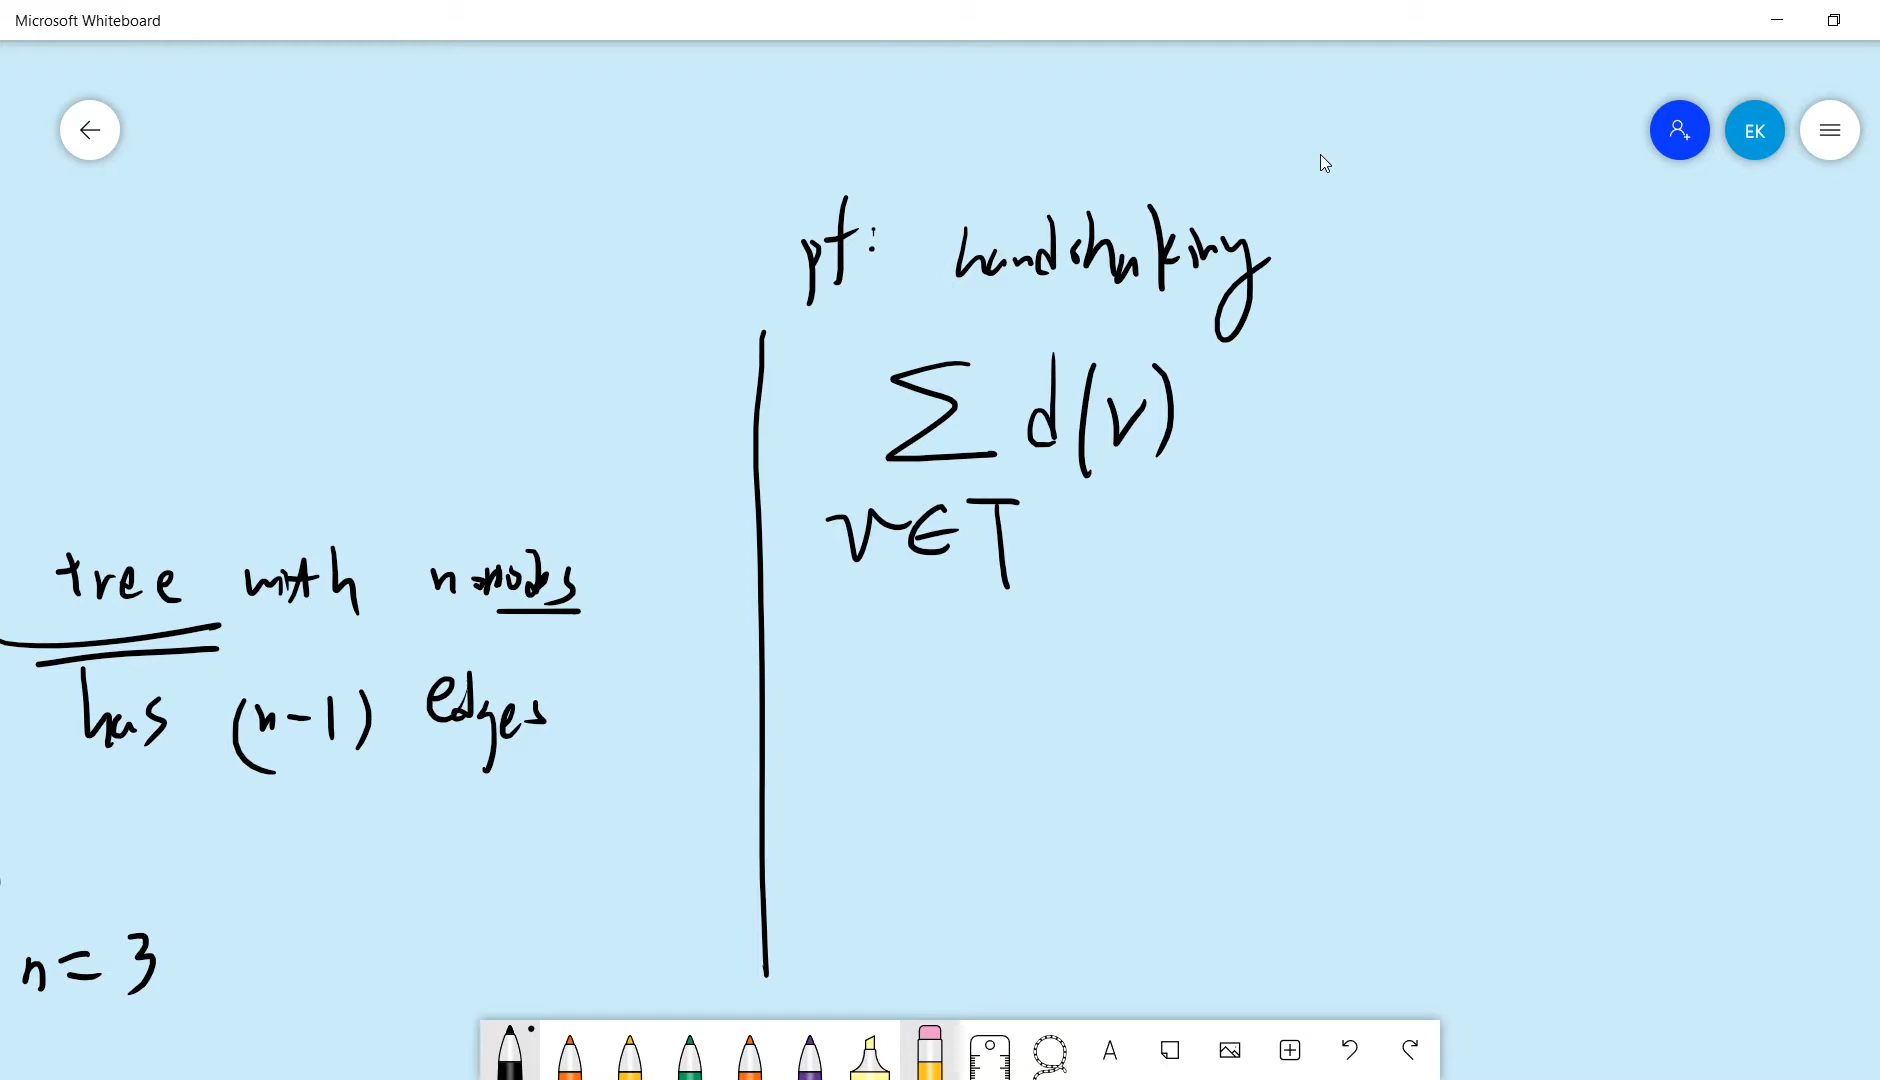 Microsoft Whiteboard
EK
pf: handshaking
∑ d(v)
v∈T
tree with n nodes
has (n-1) edges
n = 3
A